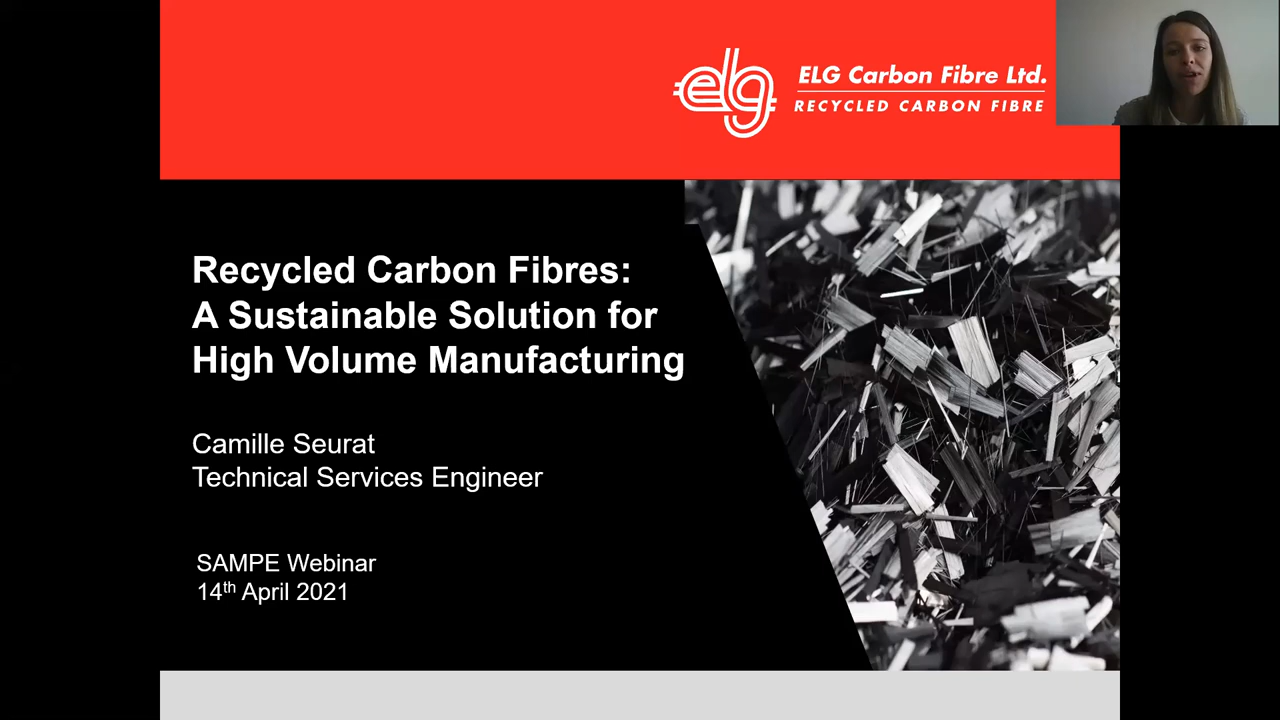 elg
ELG Carbon Fibre Ltd.
RECYCLED CARBON FIBRE
Recycled Carbon Fibres:
A Sustainable Solution for
High Volume Manufacturing
Camille Seurat
Technical Services Engineer
SAMPE Webinar
14th April 2021